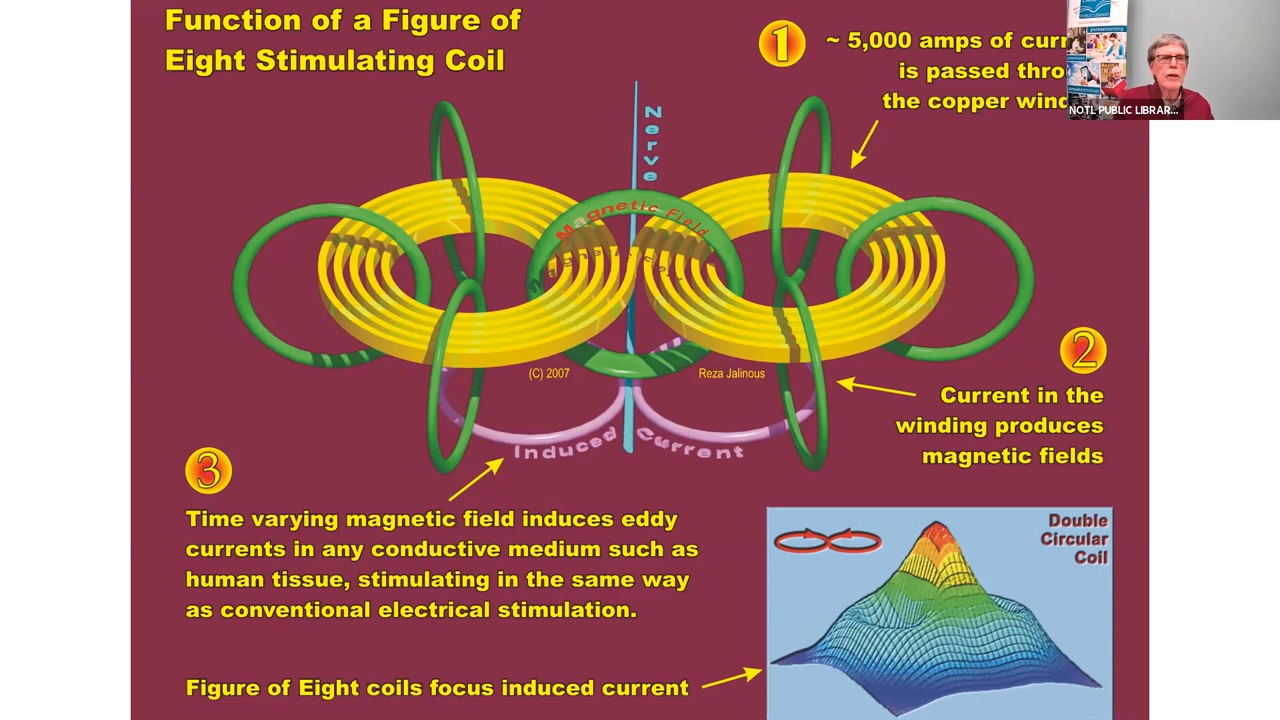 Function of a Figure of
Eight Stimulating Coil
1
~ 5,000 amps of curr
is passed thro
the copper wind
NOTL PUBLIC LIBRAR...
PUBLIC LIBRARY
Nerve
Magnetic Field
(C) 2007
Reza Jalinous
Induced Current
2
Current in the
winding produces
magnetic fields
3
Time varying magnetic field induces eddy
currents in any conductive medium such as
human tissue, stimulating in the same way
as conventional electrical stimulation.
Double
Circular
Coil
Figure of Eight coils focus induced current